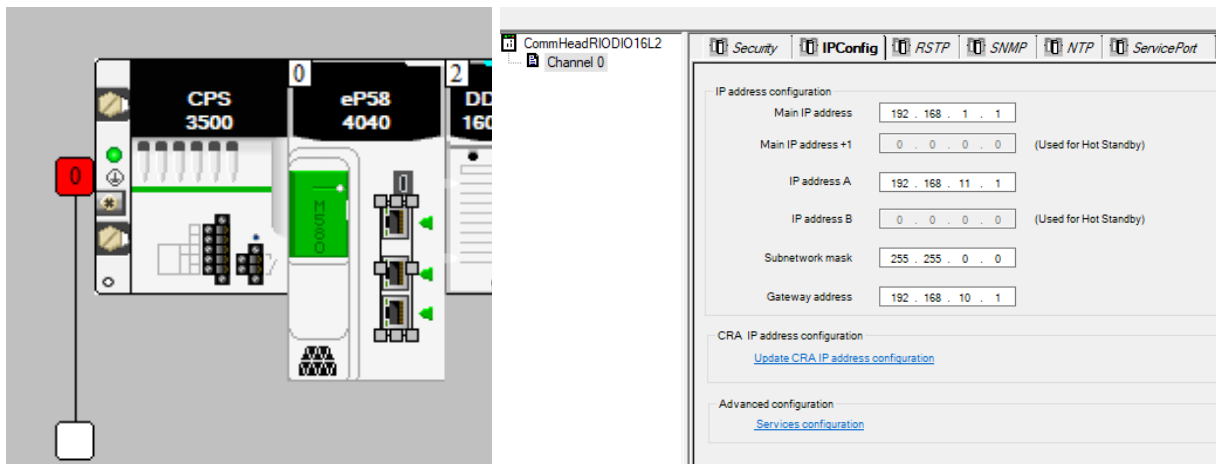 0
2
CPS
3500
eP58
4040
DD
160
0
M580
CommHeadRIODIO16L2
Channel 0
Security
IPConfig
RSTP
SNMP
NTP
ServicePort
IP address configuration
Main IP address 192 . 168 . 1 . 1
Main IP address +1 0 . 0 . 0 . 0 (Used for Hot Standby)
IP address A 192 . 168 . 11 . 1
IP address B 0 . 0 . 0 . 0 (Used for Hot Standby)
Subnetwork mask 255 . 255 . 0 . 0
Gateway address 192 . 168 . 10 . 1
CRA IP address configuration
Update CRA IP address configuration
Advanced configuration
Services configuration